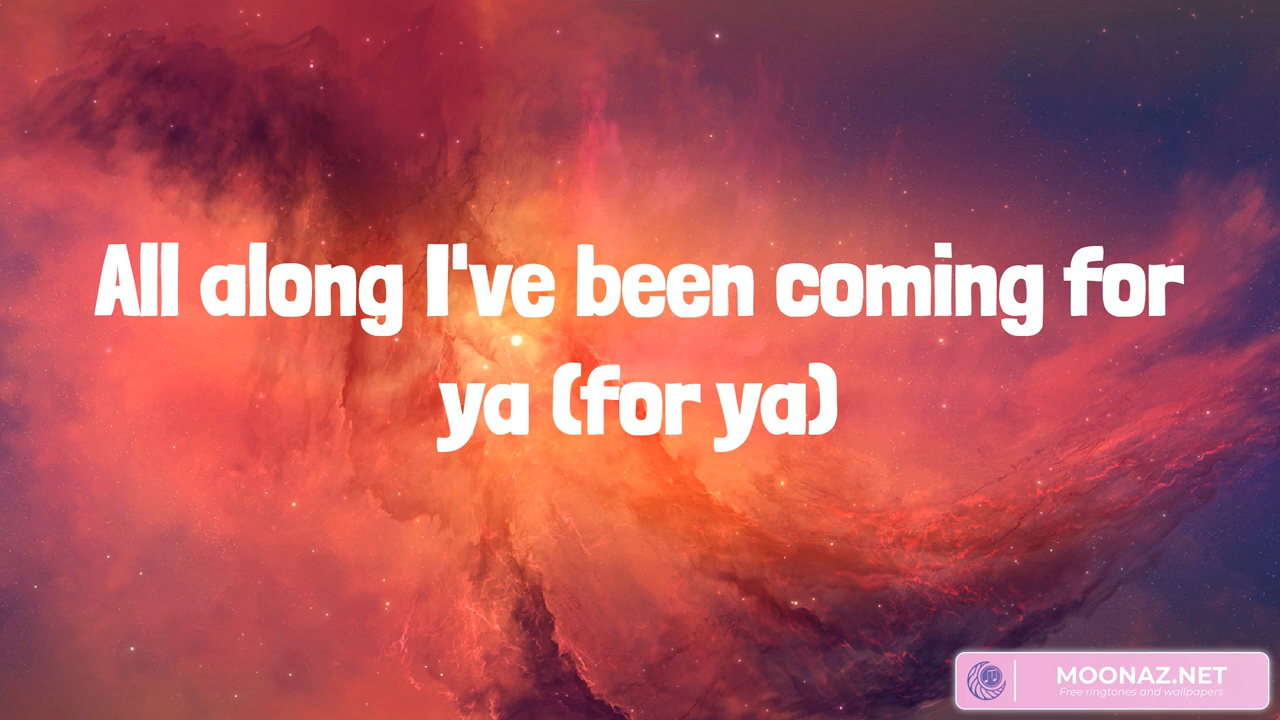 All along I've been coming for
ya (for ya)
MOONAZ.NET
Free ringtones and wallpapers